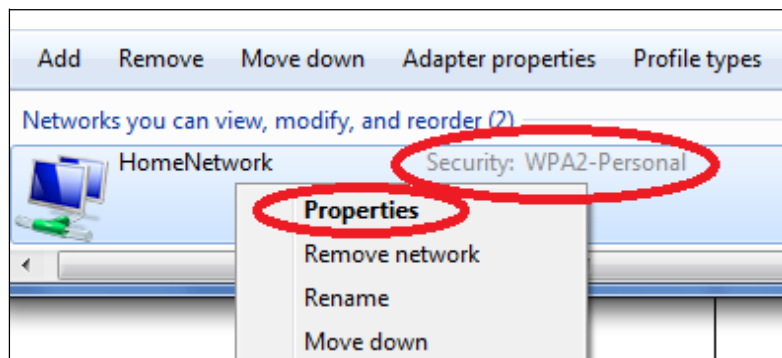 Add Remove Move down Adapter properties Profile types
Networks you can view, modify, and reorder (2)
HomeNetwork Security: WPA2-Personal
Properties
Remove network
Rename
Move down